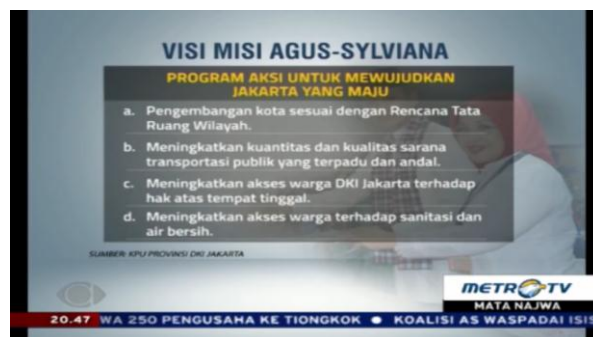 VISI MISI AGUS-SYLVIANA
PROGRAM AKSI UNTUK MEWUJUDKAN
JAKARTA YANG MAJU
a. Pengembangan kota sesuai dengan Rencana Tata
Ruang Wilayah.
b. Meningkatkan kuantitas dan kualitas sarana
transportasi publik yang terpadu dan andal.
c. Meningkatkan akses warga DKI Jakarta terhadap
hak atas tempat tinggal.
d. Meningkatkan akses warga terhadap sanitasi dan
air bersih.
SUMBER: KPU PROVINSI DKI JAKARTA
METRO TV
MATA NAJWA
20.47 WA 250 PENGUSAHA KE TIONGKOK ● KOALISI AS WASPADAI ISIS